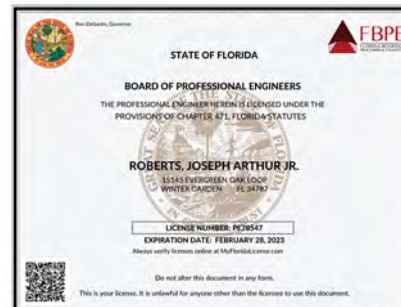 Ron DeSantis, Governor
FBPE
STATE OF FLORIDA
BOARD OF PROFESSIONAL ENGINEERS
THE PROFESSIONAL ENGINEER HEREIN IS LICENSED UNDER THE
PROVISIONS OF CHAPTER 471, FLORIDA STATUTES
ROBERTS, JOSEPH ARTHUR JR.
15145 EVERGREEN OAK LOOP
WINTER GARDEN FL 34787
LICENSE NUMBER: PE78547
EXPIRATION DATE: FEBRUARY 28, 2023
Always verify licenses online at MyFloridaLicense.com
Do not alter this document in any form.
This is your license. It is unlawful for anyone other than the licensee to use this document.